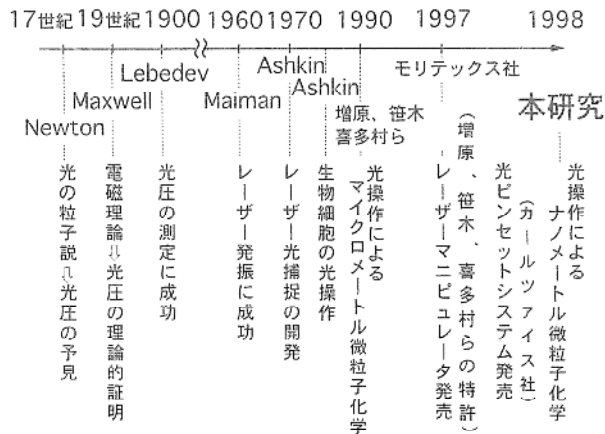 17世紀 19世紀 1900 1960 1970 1990 1997 1998
Newton
光の粒子説⇨光圧の予見
Maxwell
電磁理論⇨光圧の理論的証明
Lebedev
光圧の測定に成功
Maiman
レーザー発振に成功
Ashkin
レーザー光捕捉の開発
Ashkin
生物細胞の光操作
増原、笹木
喜多村ら
光操作による
マイクロメートル微粒子化学
モリテックス社
（増原、笹木、喜多村らの特許）
レーザーマニピュレータ発売
光ピンセットシステム発売
（カールツァイス社）
本研究
光操作による
ナノメートル微粒子化学